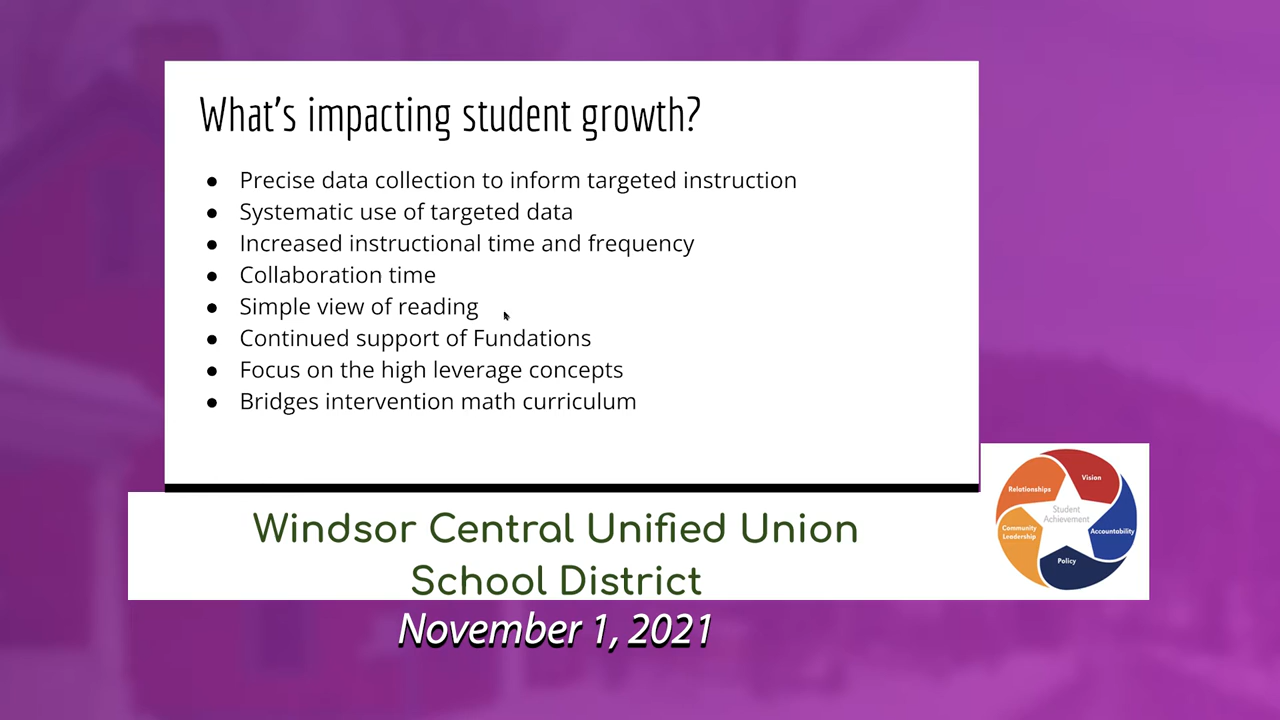 What's impacting student growth?
● Precise data collection to inform targeted instruction
● Systematic use of targeted data
● Increased instructional time and frequency
● Collaboration time
● Simple view of reading
● Continued support of Fundations
● Focus on the high leverage concepts
● Bridges intervention math curriculum
Relationships
Vision
Student
Achievement
Community
Leadership
Accountability
Policy
Windsor Central Unified Union
School District
November 1, 2021